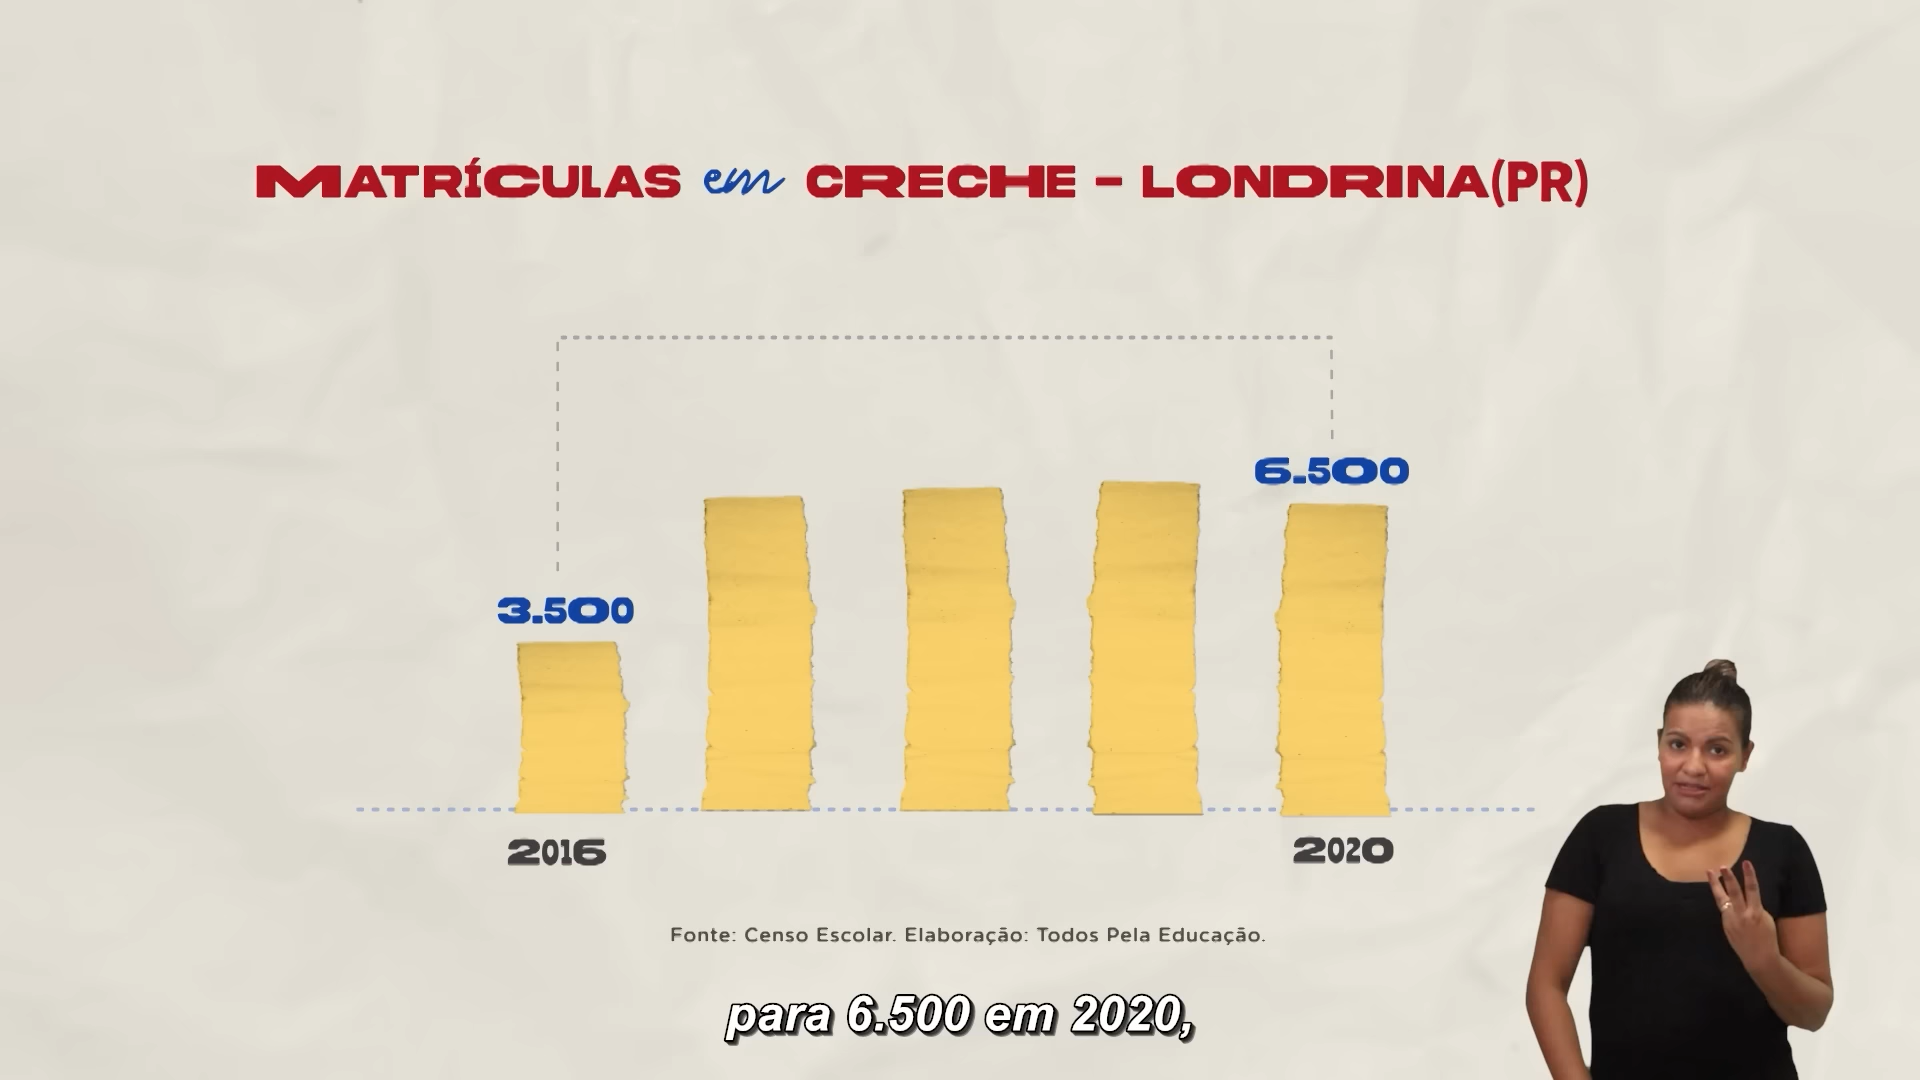 MATRÍCULAS em CRECHE - LONDRINA(PR)
6.500
3.500
2016
2020
Fonte: Censo Escolar. Elaboração: Todos Pela Educação.
para 6.500 em 2020,